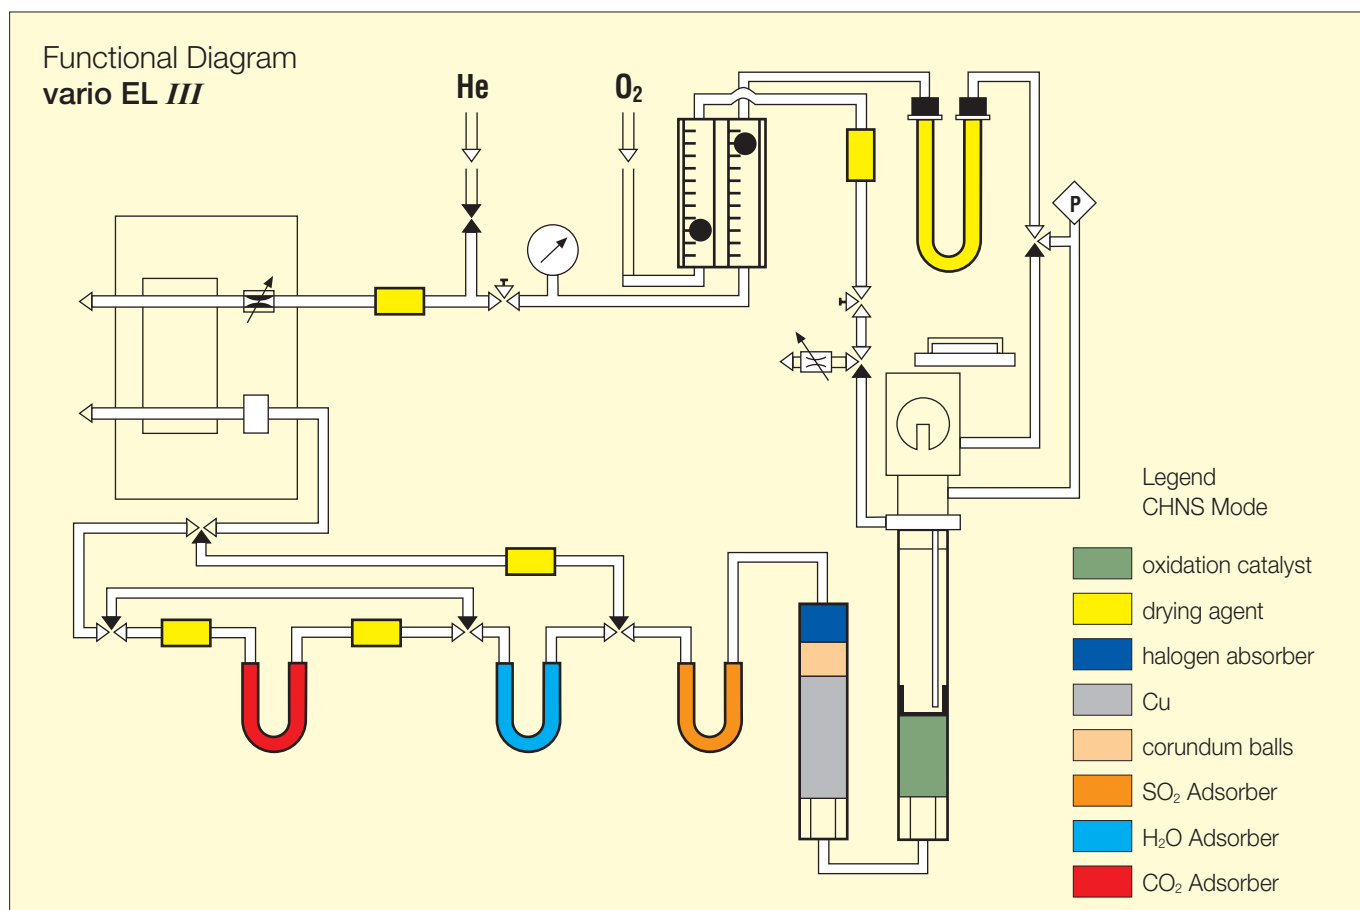 Functional Diagram
vario EL III
He
O₂
P
Legend
CHNS Mode
oxidation catalyst
drying agent
halogen absorber
Cu
corundum balls
SO₂ Adsorber
H₂O Adsorber
CO₂ Adsorber